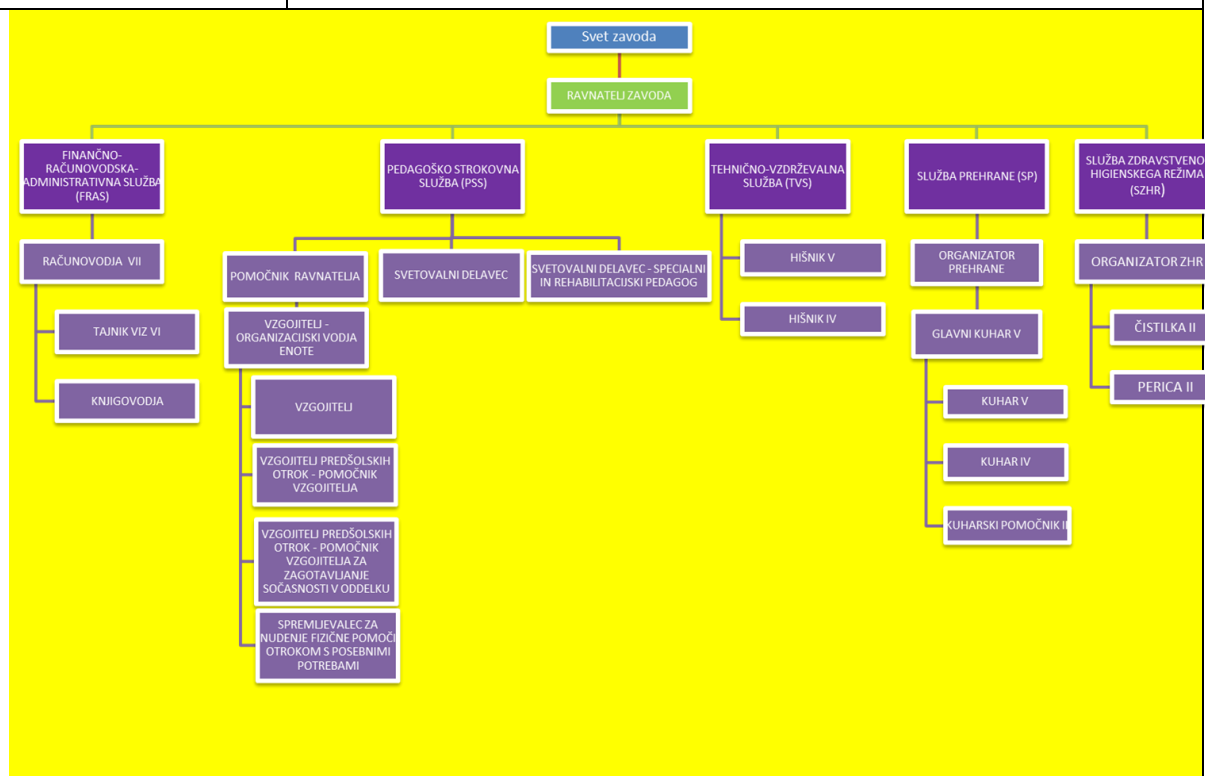 Svet zavoda
RAVNATELJ ZAVODA
FINANČNO-
RAČUNOVODSKA-
ADMINISTRATIVNA SLUŽBA
(FRAS)
PEDAGOŠKO STROKOVNA
SLUŽBA (PSS)
TEHNIČNO-VZDRŽEVALNA
SLUŽBA (TVS)
SLUŽBA PREHRANE (SP)
SLUŽBA ZDRAVSTVENO
HIGIENSKEGA REŽIMA
(SZHR)
RAČUNOVODJA VII
TAJNIK VIZ VI
KNJIGOVODJA
POMOČNIK RAVNATELJA
SVETOVALNI DELAVEC
SVETOVALNI DELAVEC - SPECIALNI
IN REHABILITACIJSKI PEDAGOG
VZGOJITELJ -
ORGANIZACIJSKI VODJA
ENOTE
VZGOJITELJ
VZGOJITELJ PREDŠOLSKIH
OTROK - POMOČNIK
VZGOJITELJA
VZGOJITELJ PREDŠOLSKIH
OTROK - POMOČNIK
VZGOJITELJA ZA
ZAGOTAVLJANJE
SOČASNOSTI V ODDELKU
SPREMLJEVALEC ZA
NUDENJE FIZIČNE POMOČI
OTROKOM S POSEBNIMI
POTREBAMI
HIŠNIK V
HIŠNIK IV
ORGANIZATOR
PREHRANE
GLAVNI KUHAR V
KUHAR V
KUHAR IV
KUHARSKI POMOČNIK II
ORGANIZATOR ZHR
ČISTILKA II
PERICA II